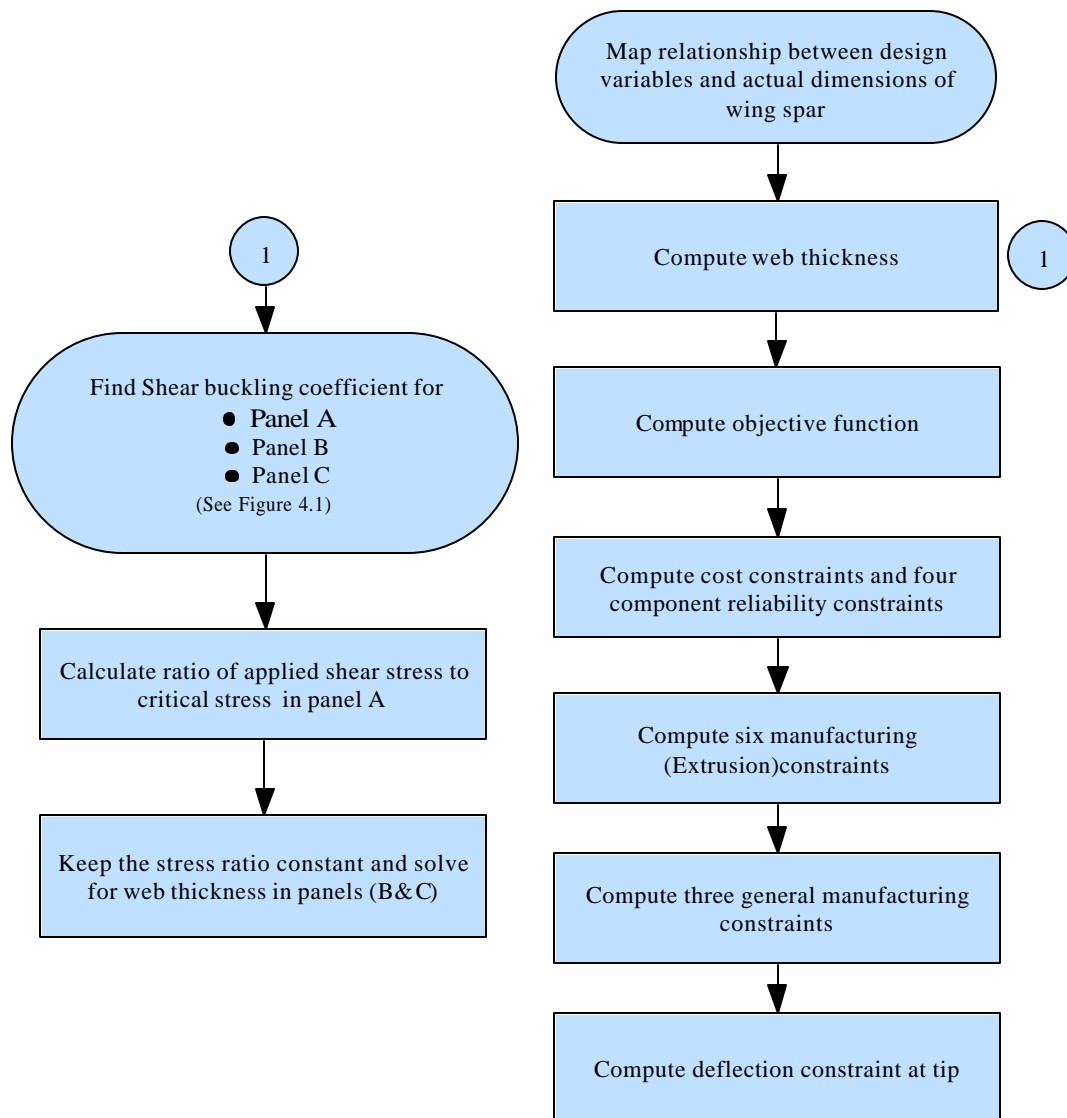 Map relationship between design
variables and actual dimensions of
wing spar
Compute web thickness
1
Compute objective function
Compute cost constraints and four
component reliability constraints
Compute six manufacturing
(Extrusion)constraints
Compute three general manufacturing
constraints
Compute deflection constraint at tip
1
Find Shear buckling coefficient for
● Panel A
● Panel B
● Panel C
(See Figure 4.1)
Calculate ratio of applied shear stress to
critical stress in panel A
Keep the stress ratio constant and solve
for web thickness in panels (B&C)